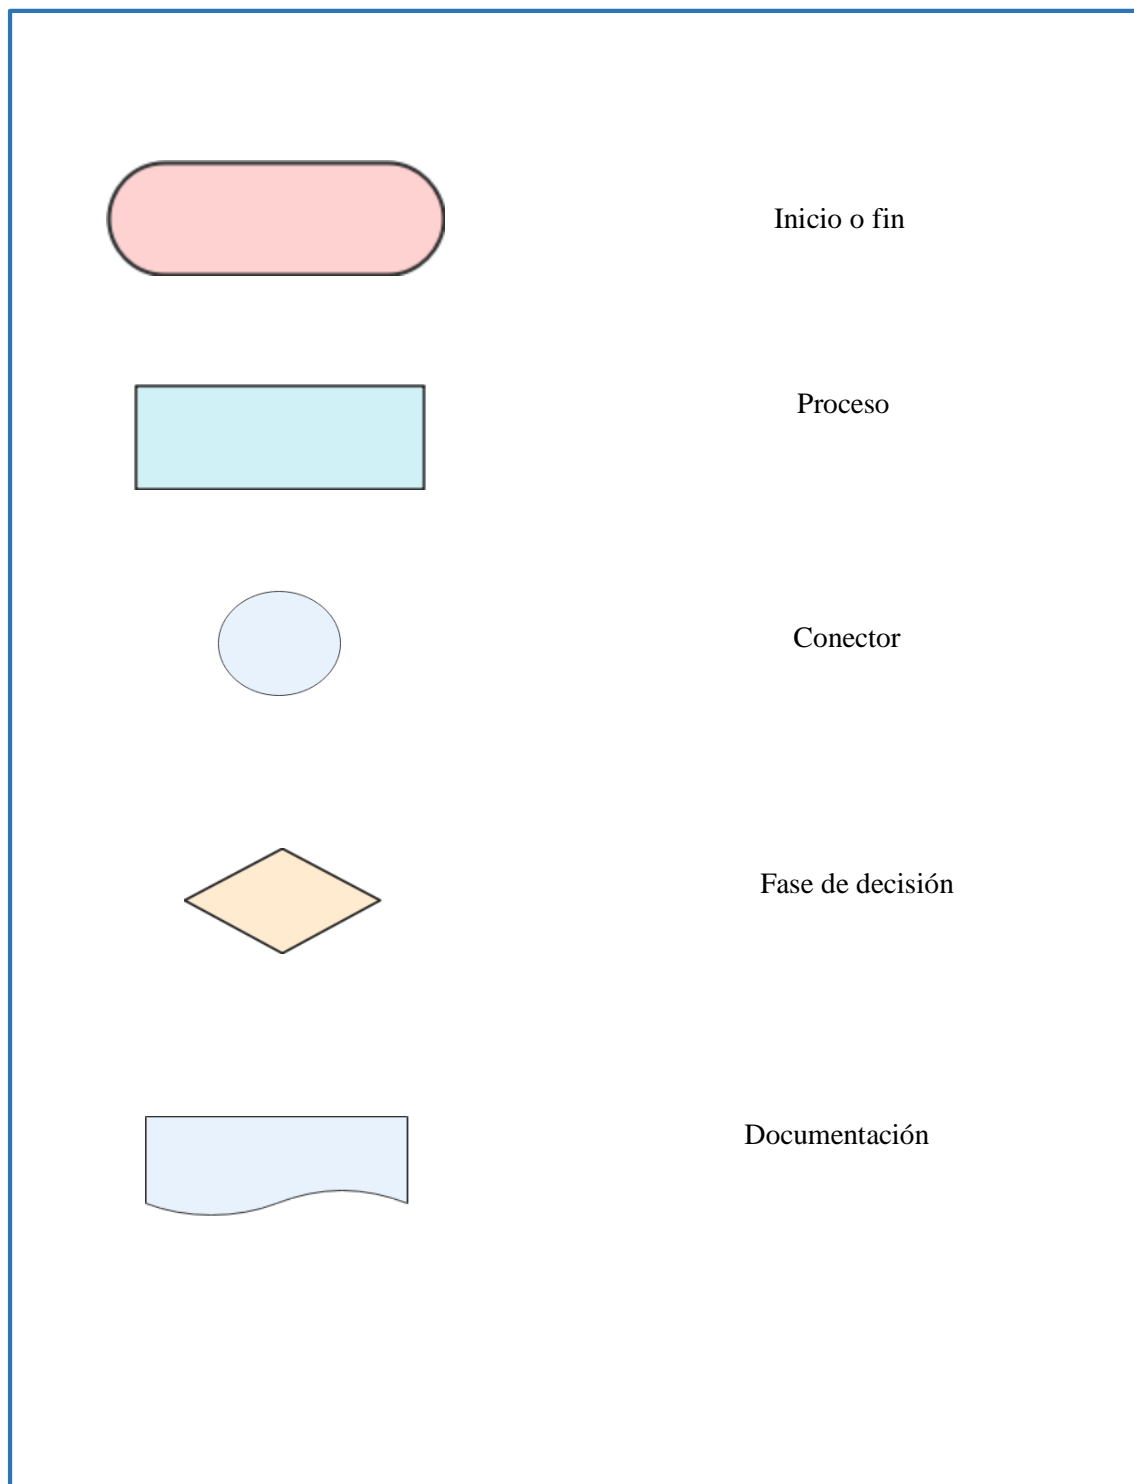 Inicio o fin
Proceso
Conector
Fase de decisión
Documentación